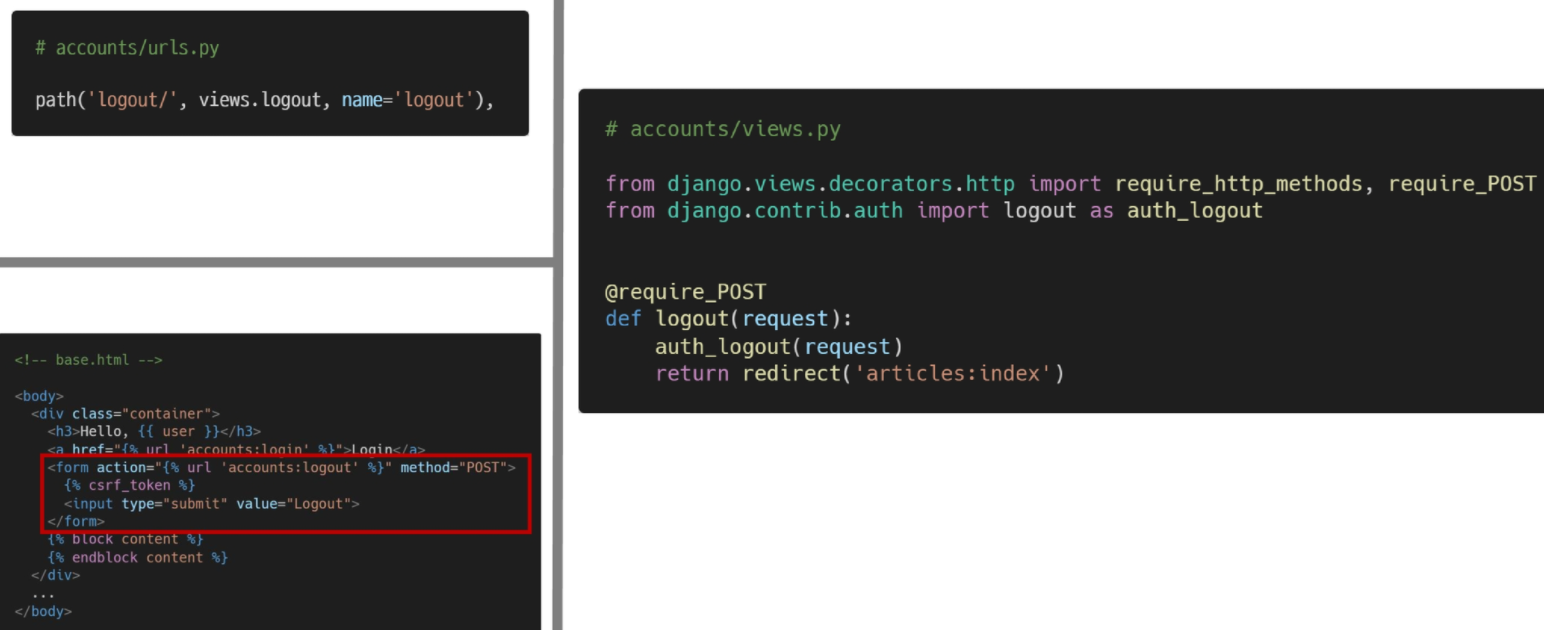 # accounts/urls.py
path('logout/', views.logout, name='logout'),
<!-- base.html -->
<body>
<div class="container">
<h3>Hello, {{ user }}</h3>
<a href="{% url 'accounts:login' %}">Login</a>
<form action="{% url 'accounts:logout' %}" method="POST">
{% csrf_token %}
<input type="submit" value="Logout">
</form>
{% block content %}
{% endblock content %}
</div>
...
</body>
# accounts/views.py
from django.views.decorators.http import require_http_methods, require_POST
from django.contrib.auth import logout as auth_logout
@require_POST
def logout(request):
auth_logout(request)
return redirect('articles:index')